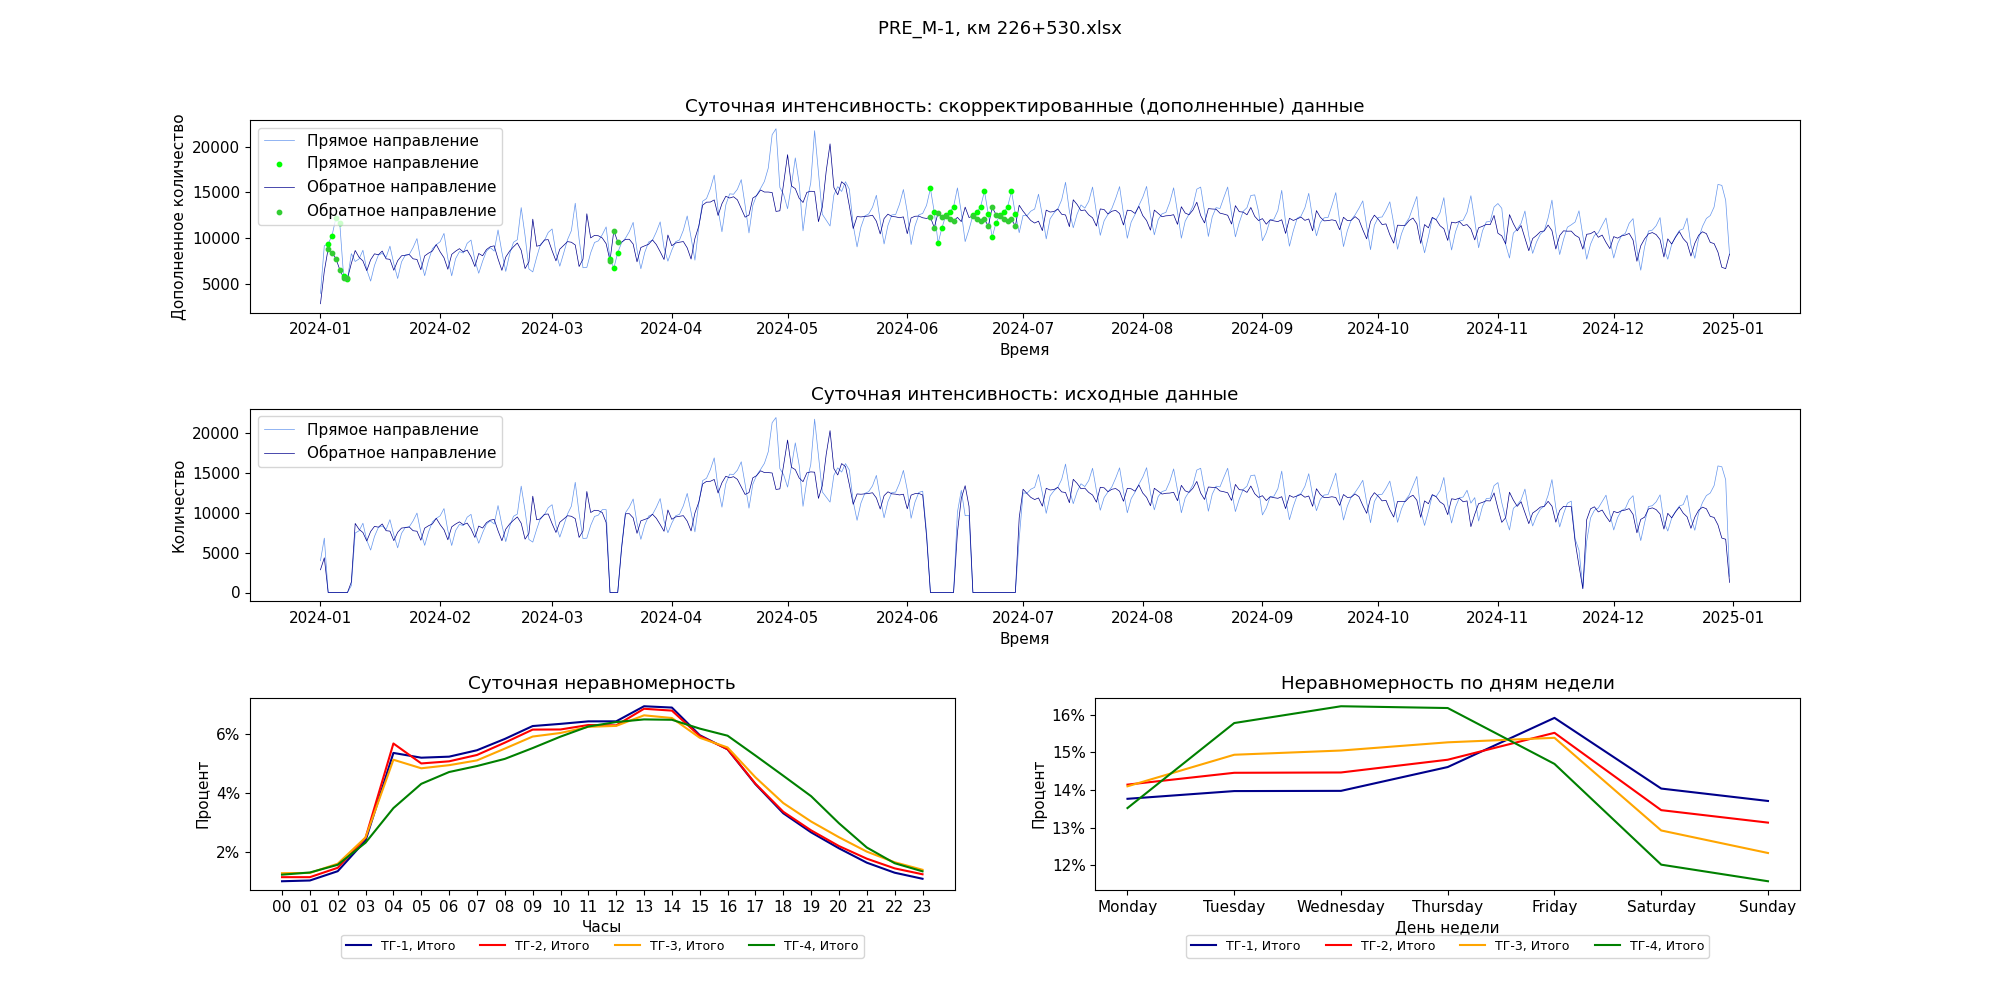 PRE_M-1, км 226+530.xlsx
Суточная интенсивность: скорректированные (дополненные) данные
Дополненное количество
20000
15000
10000
5000
Прямое направление
Прямое направление
Обратное направление
Обратное направление
2024-01 2024-02 2024-03 2024-04 2024-05 2024-06 2024-07 2024-08 2024-09 2024-10 2024-11 2024-12 2025-01
Время
Суточная интенсивность: исходные данные
Количество
20000
15000
10000
5000
0
Прямое направление
Обратное направление
2024-01 2024-02 2024-03 2024-04 2024-05 2024-06 2024-07 2024-08 2024-09 2024-10 2024-11 2024-12 2025-01
Время
Суточная неравномерность
Процент
6%
4%
2%
00 01 02 03 04 05 06 07 08 09 10 11 12 13 14 15 16 17 18 19 20 21 22 23
Часы
ТГ-1, Итого ТГ-2, Итого ТГ-3, Итого ТГ-4, Итого
Неравномерность по дням недели
Процент
16%
15%
14%
13%
12%
Monday Tuesday Wednesday Thursday Friday Saturday Sunday
День недели
ТГ-1, Итого ТГ-2, Итого ТГ-3, Итого ТГ-4, Итого